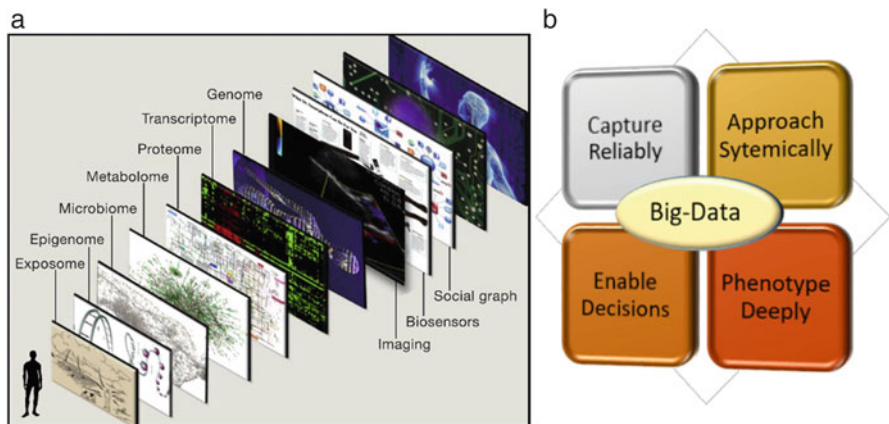 a
Genome
Transcriptome
Proteome
Metabolome
Microbiome
Epigenome
Exposome
Social graph
Biosensors
Imaging
b
Capture
Reliably
Approach
Sytemically
Big-Data
Enable
Decisions
Phenotype
Deeply